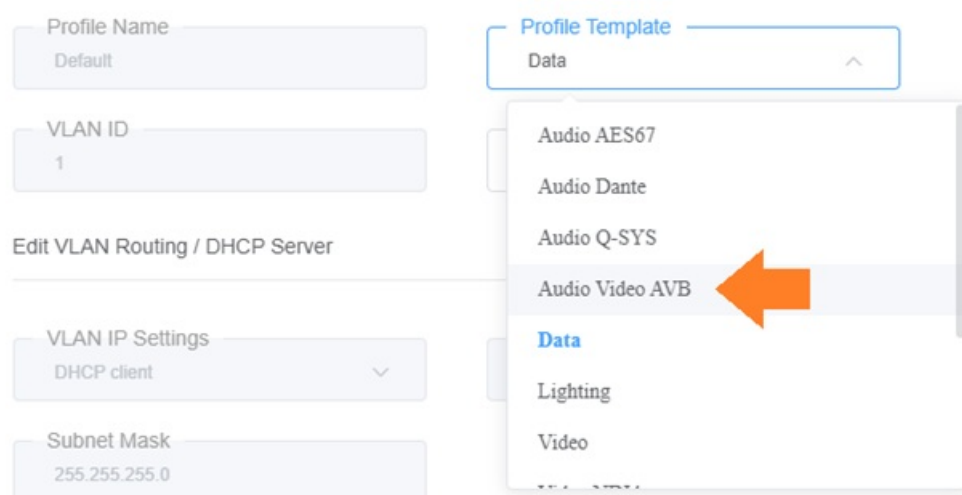 Profile Name
Default
Profile Template
Data
VLAN ID
1
Edit VLAN Routing / DHCP Server
VLAN IP Settings
DHCP client
Subnet Mask
255.255.255.0
Audio AES67
Audio Dante
Audio Q-SYS
Audio Video AVB
Data
Lighting
Video